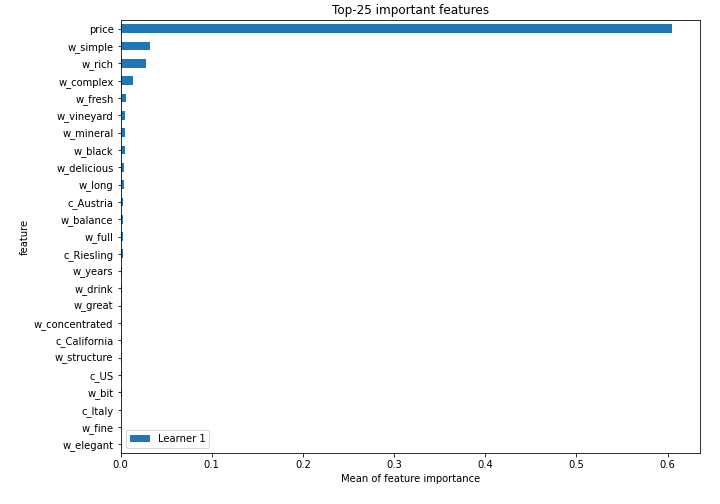 Top-25 important features
price
w_simple
w_rich
w_complex
w_fresh
w_vineyard
w_mineral
w_black
w_delicious
w_long
c_Austria
w_balance
w_full
c_Riesling
w_years
w_drink
w_great
w_concentrated
c_California
w_structure
c_US
w_bit
c_Italy
w_fine
w_elegant
feature
Learner 1
0.0 0.1 0.2 0.3 0.4 0.5 0.6
Mean of feature importance